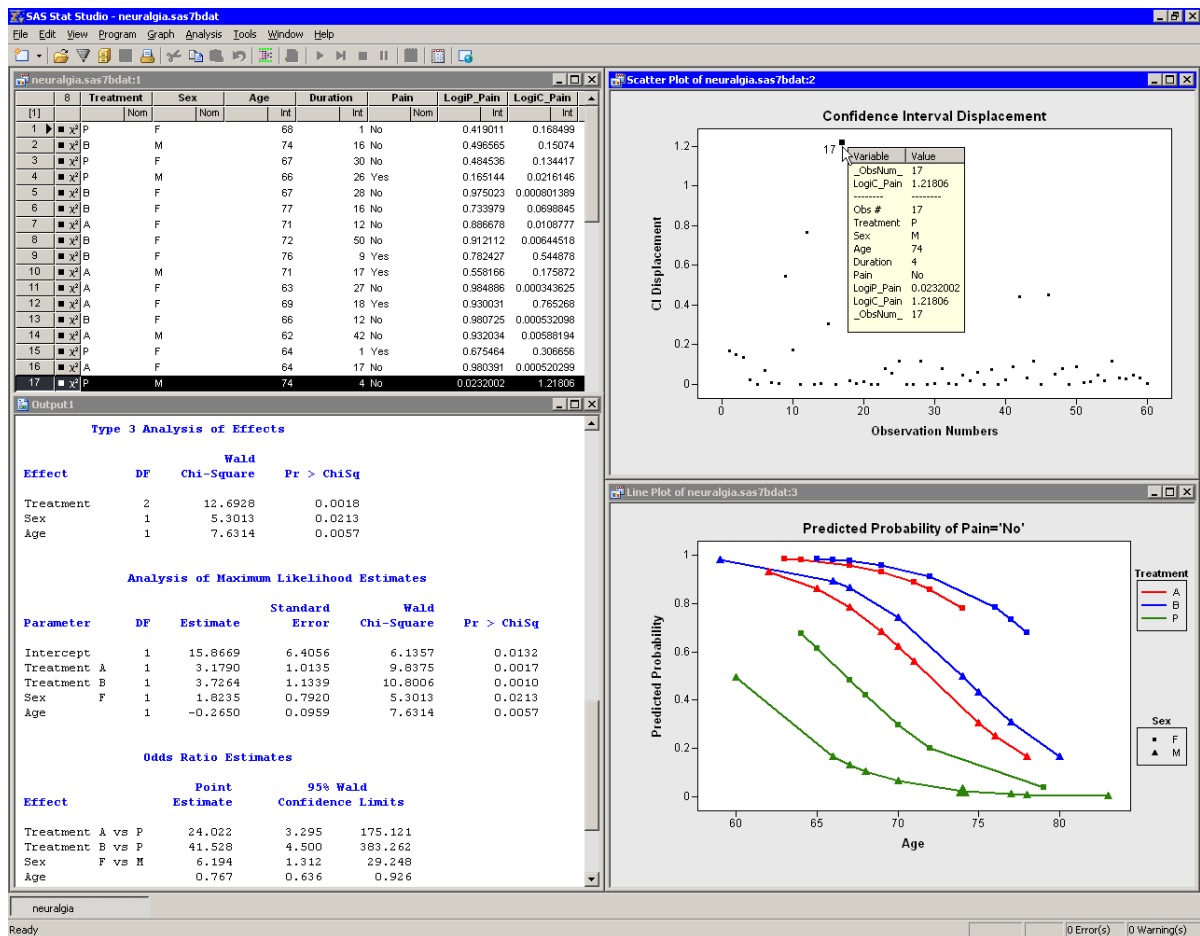 SAS Stat Studio - neuralgia.sas7bdat
File Edit View Program Graph Analysis Tools Window Help
neuralgia.sas7bdat:1
8 Treatment Sex Age Duration Pain LogiP_Pain LogiC_Pain
[1] Nom Nom Int Int Nom Int Int
1 χ² P F 68 1 No 0.419011 0.168499
2 χ² B M 74 16 No 0.496565 0.15074
3 χ² P F 67 30 No 0.484536 0.134417
4 χ² P M 66 26 Yes 0.165144 0.0216146
5 χ² B F 67 28 No 0.975023 0.000801389
6 χ² B F 77 16 No 0.733979 0.0698845
7 χ² A F 71 12 No 0.886678 0.0108777
8 χ² B F 72 50 No 0.912112 0.00644518
9 χ² B F 76 9 Yes 0.782427 0.544878
10 χ² A M 71 17 Yes 0.558166 0.175872
11 χ² A F 63 27 No 0.984886 0.000343625
12 χ² A F 69 18 Yes 0.930031 0.765268
13 χ² B F 66 12 No 0.980725 0.000532098
14 χ² A M 62 42 No 0.932034 0.00588194
15 χ² P F 64 1 Yes 0.675464 0.306656
16 χ² A F 64 17 No 0.980391 0.000520299
17 χ² P M 74 4 No 0.0232002 1.21806
Output1
Type 3 Analysis of Effects
Wald
Effect DF Chi-Square Pr > ChiSq
Treatment 2 12.6928 0.0018
Sex 1 5.3013 0.0213
Age 1 7.6314 0.0057
Analysis of Maximum Likelihood Estimates
Standard Wald
Parameter DF Estimate Error Chi-Square Pr > ChiSq
Intercept 1 15.8669 6.4056 6.1357 0.0132
Treatment A 1 3.1790 1.0135 9.8375 0.0017
Treatment B 1 3.7264 1.1339 10.8006 0.0010
Sex F 1 1.8235 0.7920 5.3013 0.0213
Age 1 -0.2650 0.0959 7.6314 0.0057
Odds Ratio Estimates
Point 95% Wald
Effect Estimate Confidence Limits
Treatment A vs P 24.022 3.295 175.121
Treatment B vs P 41.528 4.500 383.262
Sex F vs M 6.194 1.312 29.248
Age 0.767 0.636 0.926
Scatter Plot of neuralgia.sas7bdat:2
Confidence Interval Displacement
CI Displacement
1.2
1
0.8
0.6
0.4
0.2
0
17
Variable Value
_ObsNum_ 17
LogiC_Pain 1.21806
-------- --------
Obs # 17
Treatment P
Sex M
Age 74
Duration 4
Pain No
LogiP_Pain 0.0232002
LogiC_Pain 1.21806
_ObsNum_ 17
0 10 20 30 40 50 60
Observation Numbers
Line Plot of neuralgia.sas7bdat:3
Predicted Probability of Pain='No'
Predicted Probability
1
0.8
0.6
0.4
0.2
0
60 65 70 75 80
Age
Treatment
A
B
P
Sex
F
M
neuralgia
Ready 0 Error(s) 0 Warning(s)